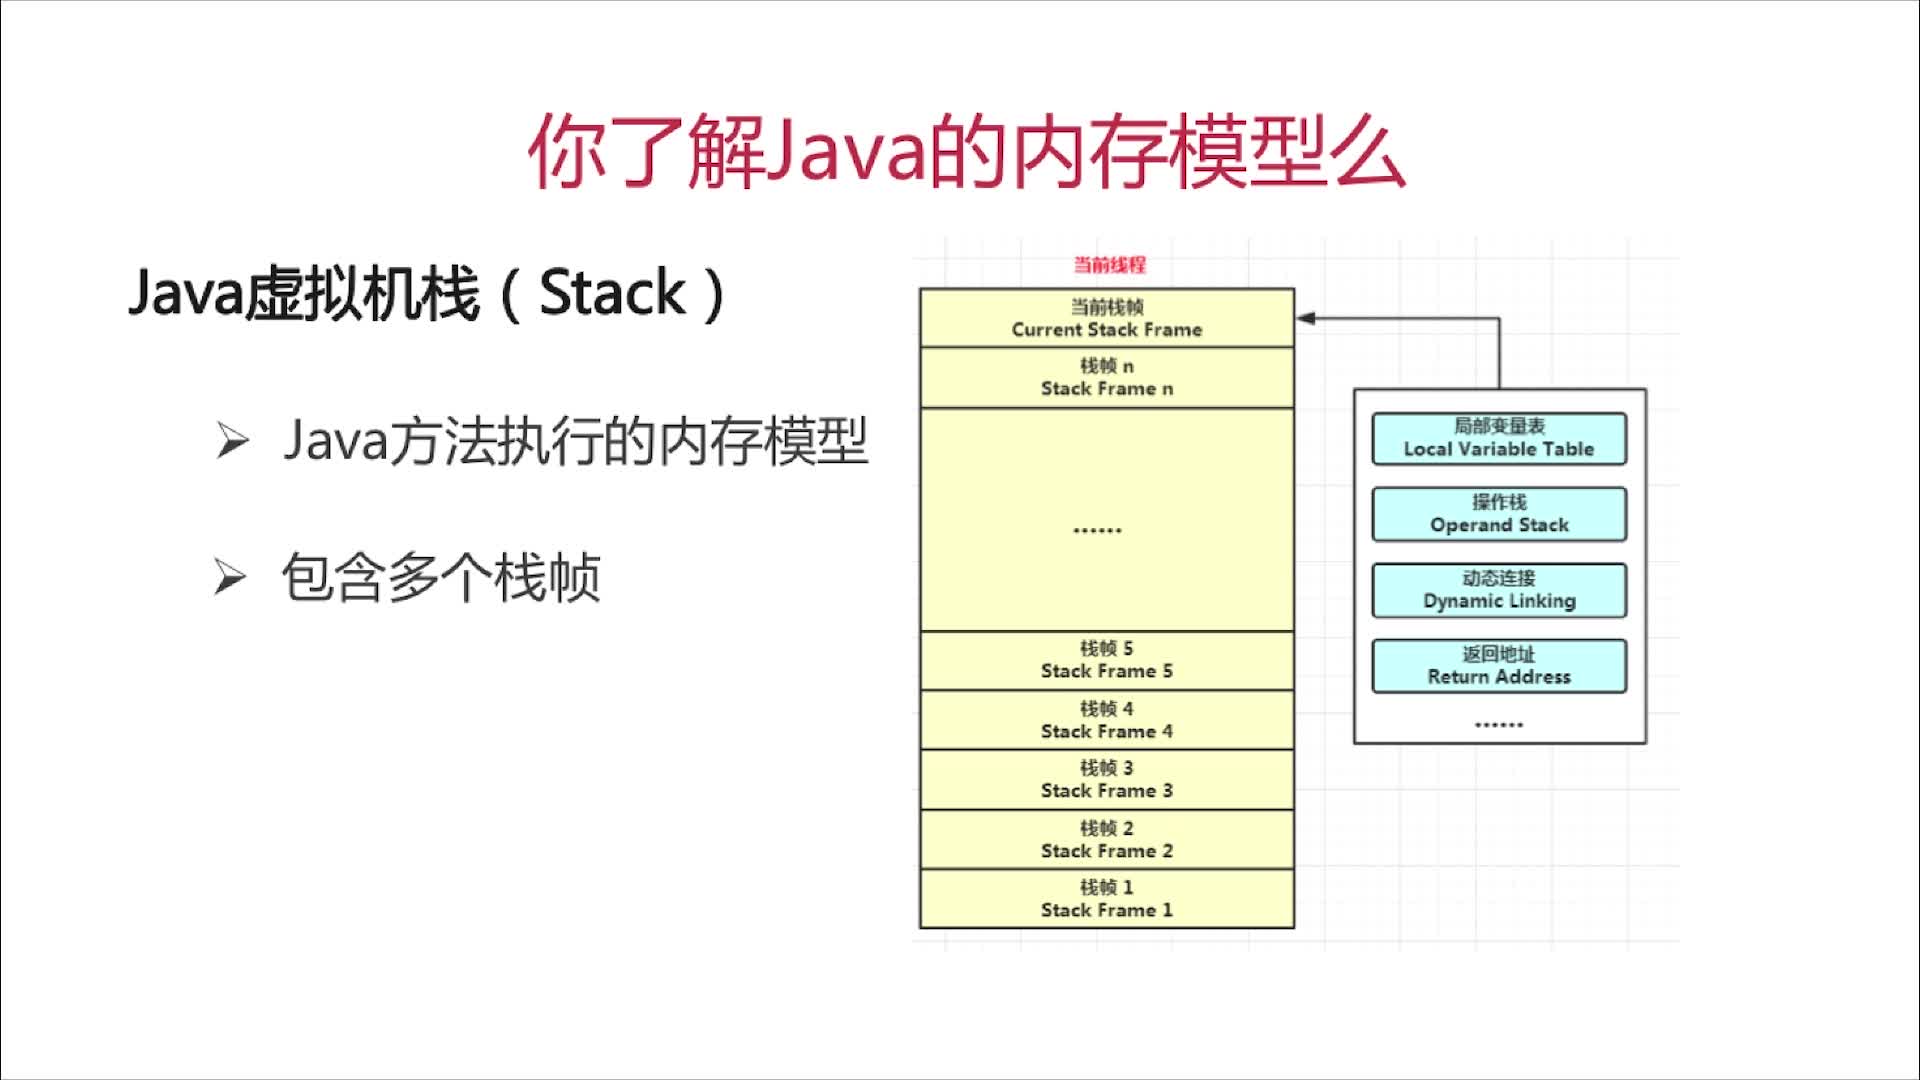 你了解Java的内存模型么
Java虚拟机栈（Stack）
Java方法执行的内存模型
包含多个栈帧
当前线程
当前栈帧
Current Stack Frame
栈帧 n
Stack Frame n
......
栈帧 5
Stack Frame 5
栈帧 4
Stack Frame 4
栈帧 3
Stack Frame 3
栈帧 2
Stack Frame 2
栈帧 1
Stack Frame 1
局部变量表
Local Variable Table
操作栈
Operand Stack
动态连接
Dynamic Linking
返回地址
Return Address
......